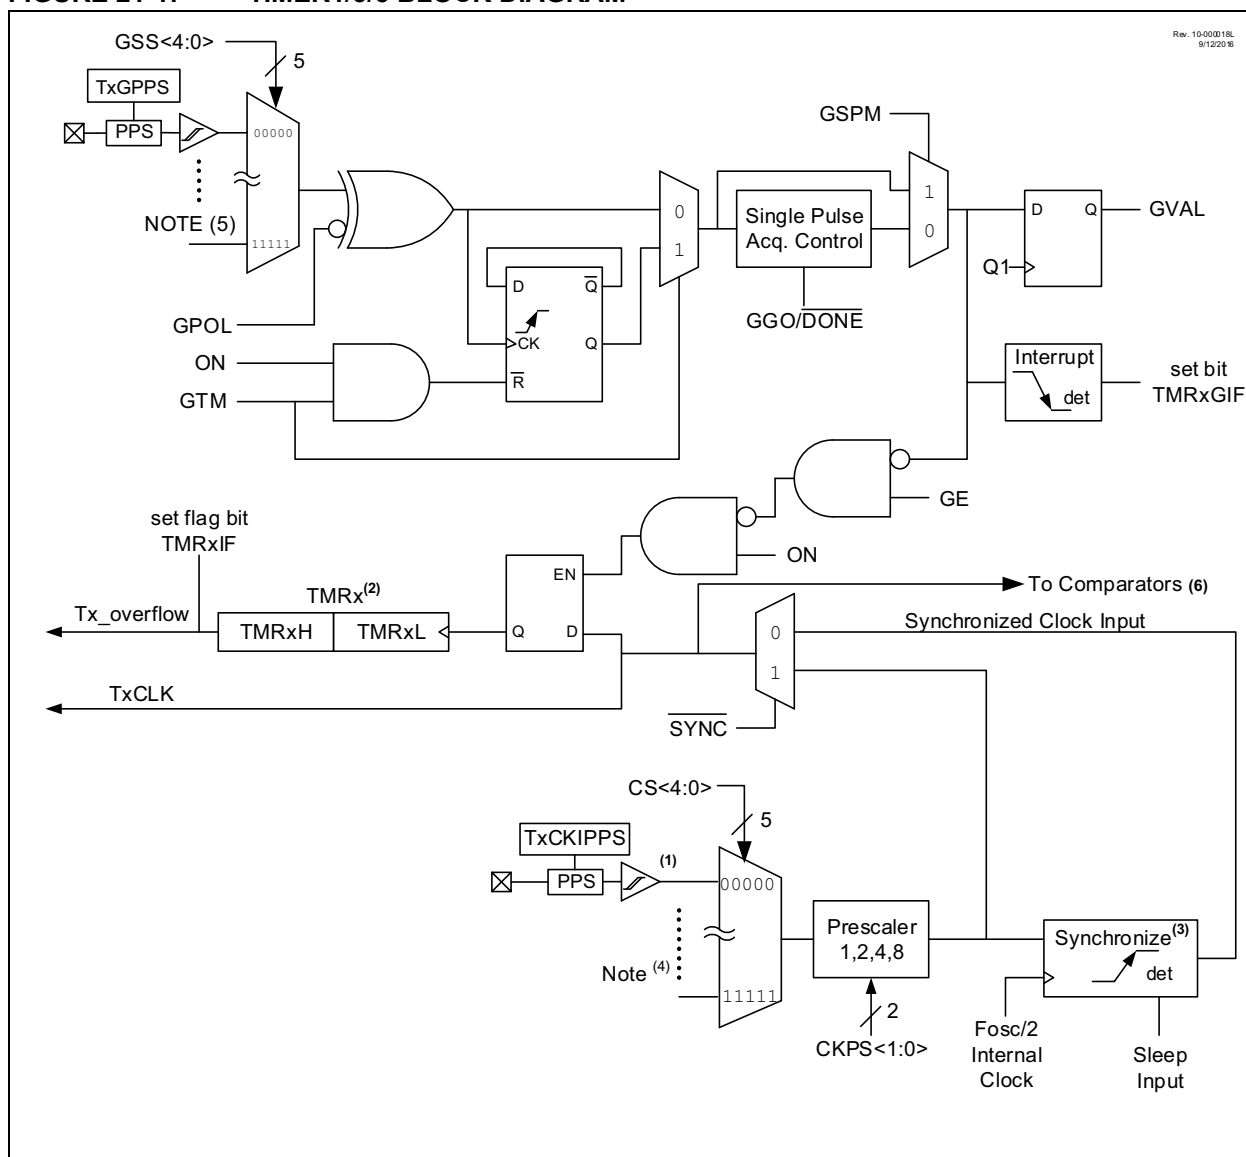 Rev. 10-000018L
9/12/2016
GSS<4:0>
5
TxGPPS
PPS
00000
NOTE (5)
11111
GPOL
ON
GTM
D
Q
CK
Q
R
0
1
Single Pulse
Acq. Control
GGO/DONE
GSPM
1
0
D
Q
Q1
GVAL
Interrupt
det
set bit
TMRxGIF
GE
ON
set flag bit
TMRxIF
Tx_overflow
TMRx(2)
TMRxH
TMRxL
EN
Q
D
To Comparators (6)
0
1
Synchronized Clock Input
TxCLK
SYNC
CS<4:0>
5
TxCKIPPS
PPS
(1)
00000
Note (4)
11111
Prescaler
1,2,4,8
2
CKPS<1:0>
Synchronize(3)
det
Fosc/2
Internal
Clock
Sleep
Input